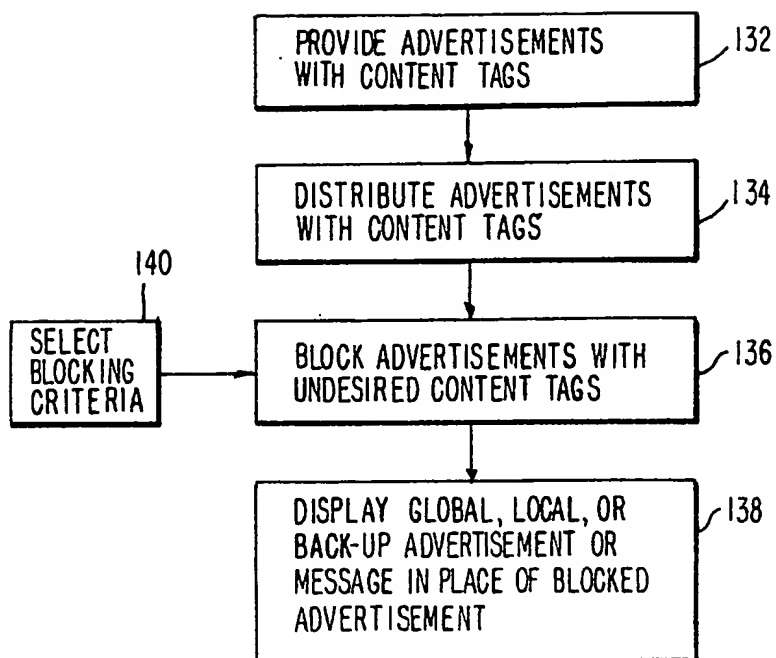 PROVIDE ADVERTISEMENTS
WITH CONTENT TAGS
132
DISTRIBUTE ADVERTISEMENTS
WITH CONTENT TAGS
134
140
SELECT
BLOCKING
CRITERIA
BLOCK ADVERTISEMENTS WITH
UNDESIRED CONTENT TAGS
136
DISPLAY GLOBAL, LOCAL, OR
BACK-UP ADVERTISEMENT OR
MESSAGE IN PLACE OF BLOCKED
ADVERTISEMENT
138